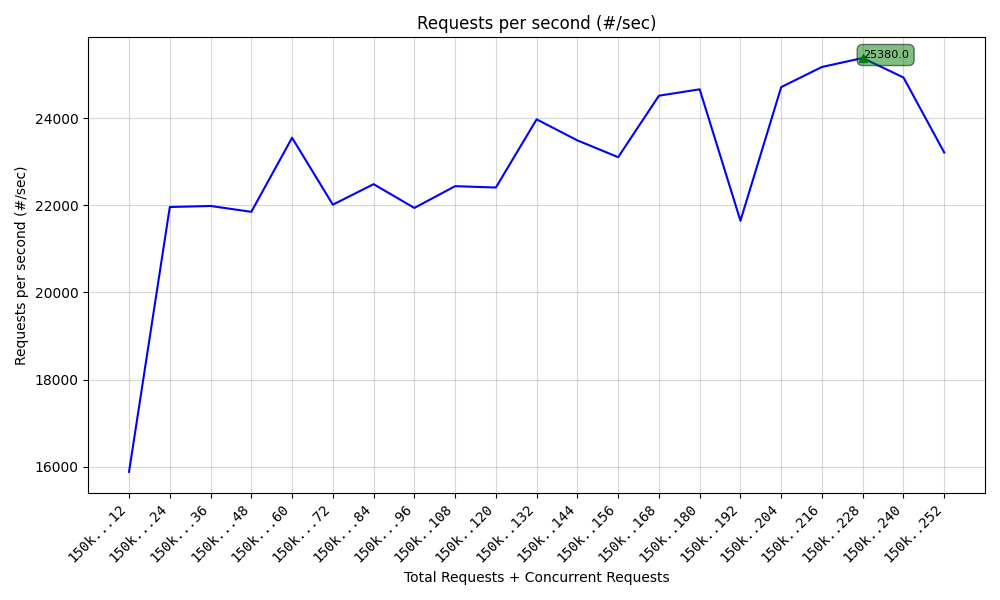 Requests per second (#/sec)
25380.0
Requests per second (#/sec)
24000
22000
20000
18000
16000
150k..12
150k..24
150k..36
150k..48
150k..60
150k..72
150k..84
150k..96
150k..108
150k..120
150k..132
150k..144
150k..156
150k..168
150k..180
150k..192
150k..204
150k..216
150k..228
150k..240
150k..252
Total Requests + Concurrent Requests